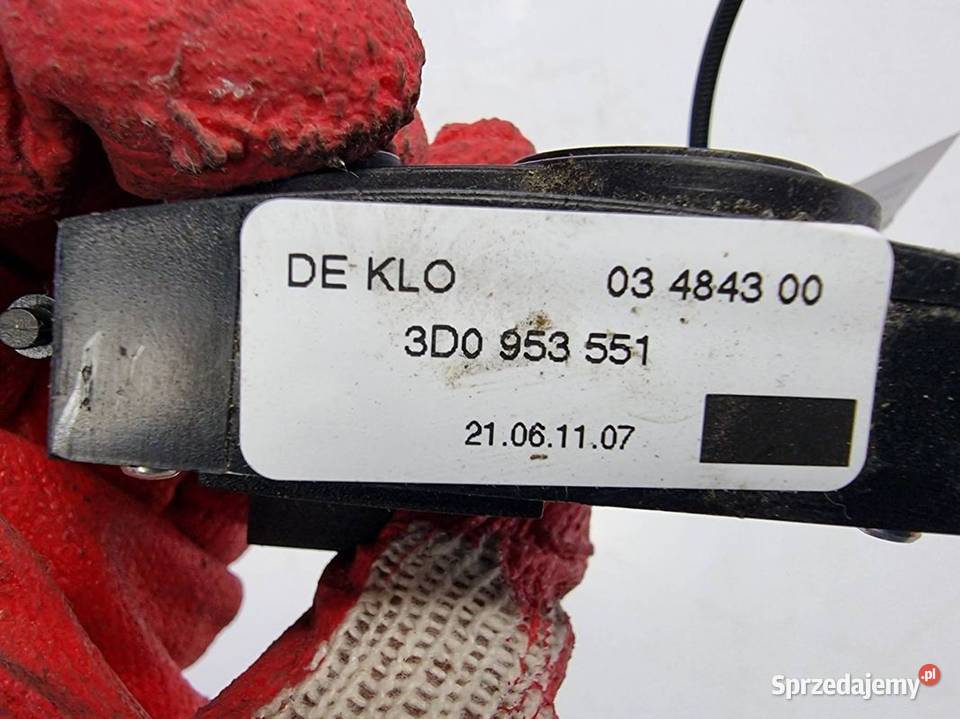 DE KLO 03 4843 00
3D0 953 551
21.06.11.07
Sprzedajemy.pl